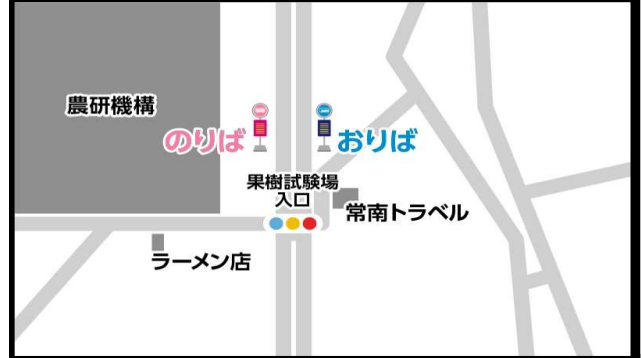 農研機構
のりば
おりば
果樹試験場
入口
常南トラベル
ラーメン店